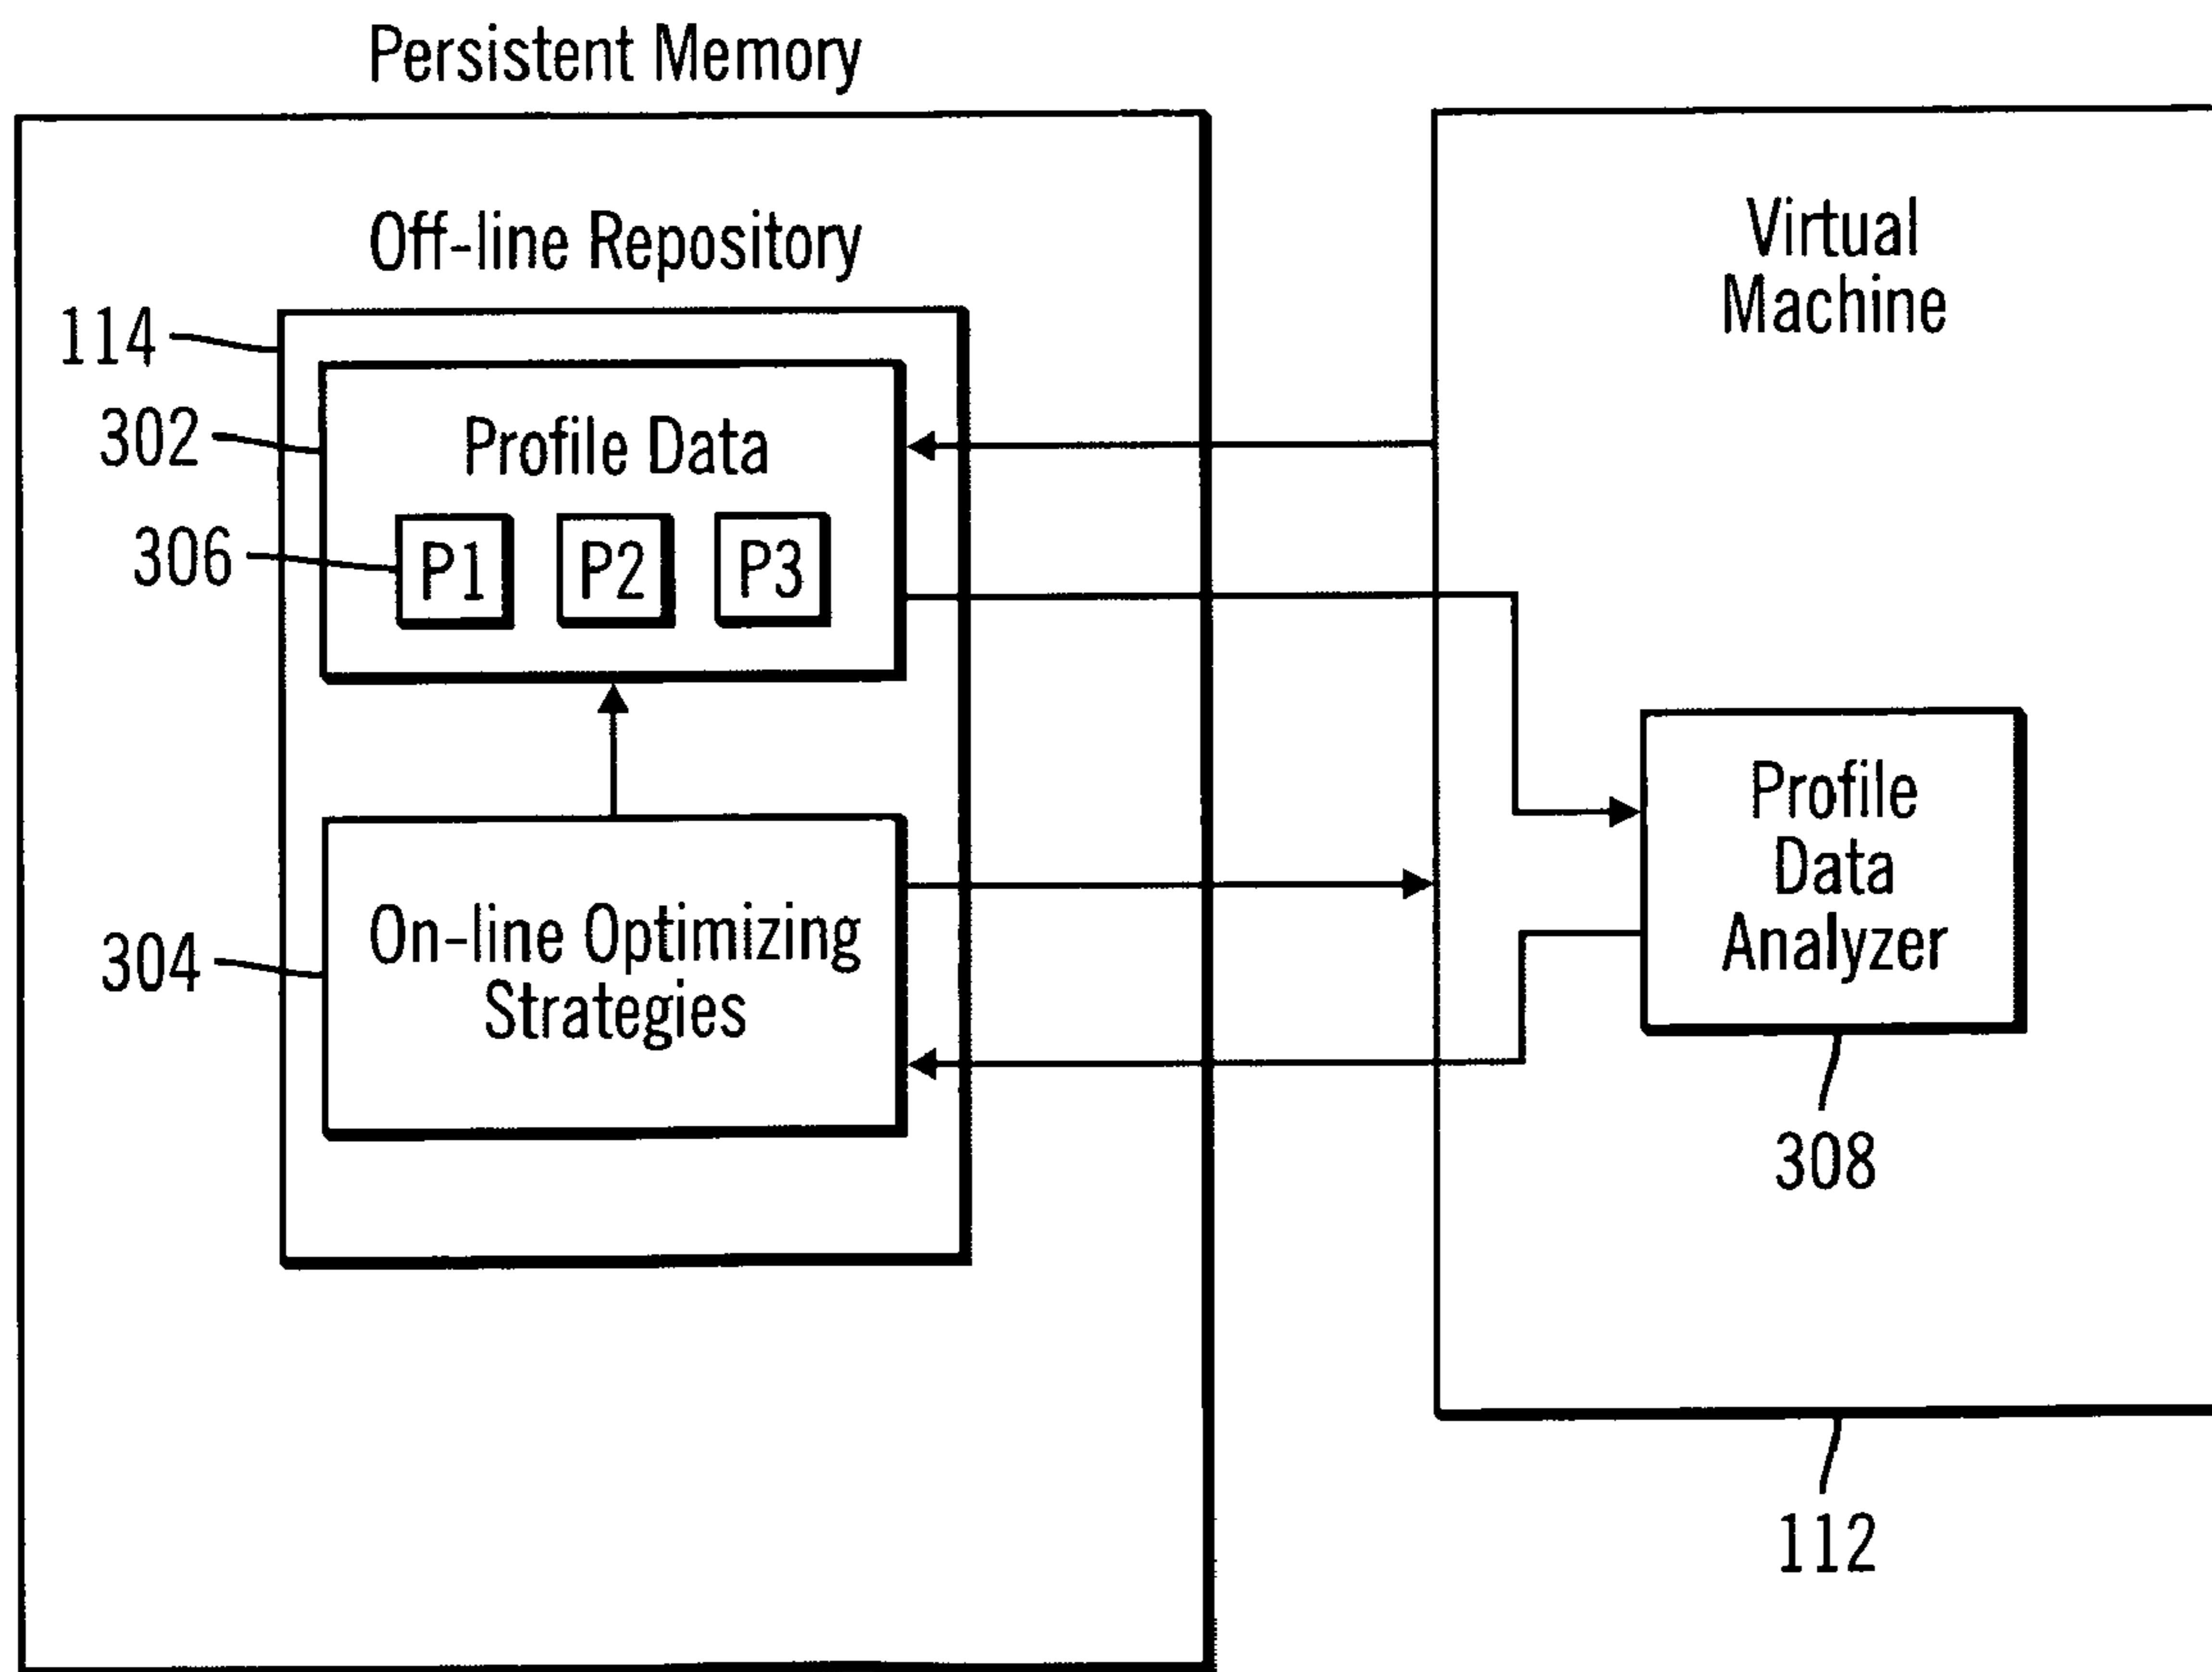 Persistent Memory
Off-line Repository
114
302
Profile Data
306
P1
P2
P3
304
On-line Optimizing
Strategies
Virtual
Machine
Profile
Data
Analyzer
308
112